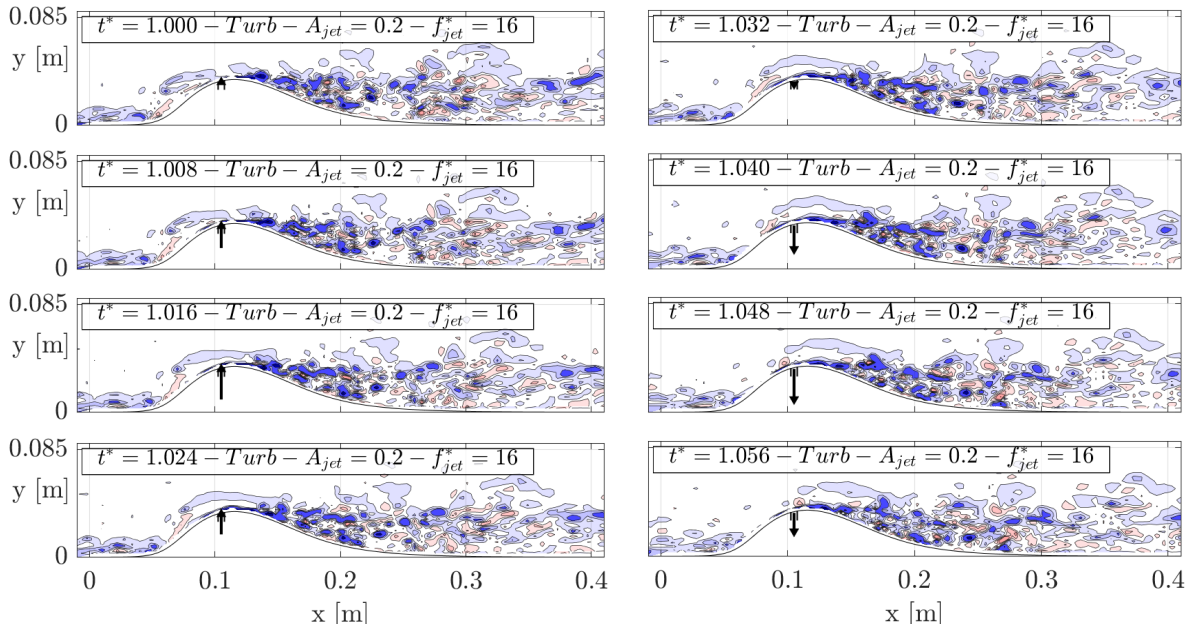 0.085
t* = 1.000 − Turb − A_jet = 0.2 − f*_jet = 16
y [m]
0
0.085
t* = 1.008 − Turb − A_jet = 0.2 − f*_jet = 16
y [m]
0
0.085
t* = 1.016 − Turb − A_jet = 0.2 − f*_jet = 16
y [m]
0
0.085
t* = 1.024 − Turb − A_jet = 0.2 − f*_jet = 16
y [m]
0
0 0.1 0.2 0.3 0.4
x [m]
t* = 1.032 − Turb − A_jet = 0.2 − f*_jet = 16
t* = 1.040 − Turb − A_jet = 0.2 − f*_jet = 16
t* = 1.048 − Turb − A_jet = 0.2 − f*_jet = 16
t* = 1.056 − Turb − A_jet = 0.2 − f*_jet = 16
0 0.1 0.2 0.3 0.4
x [m]